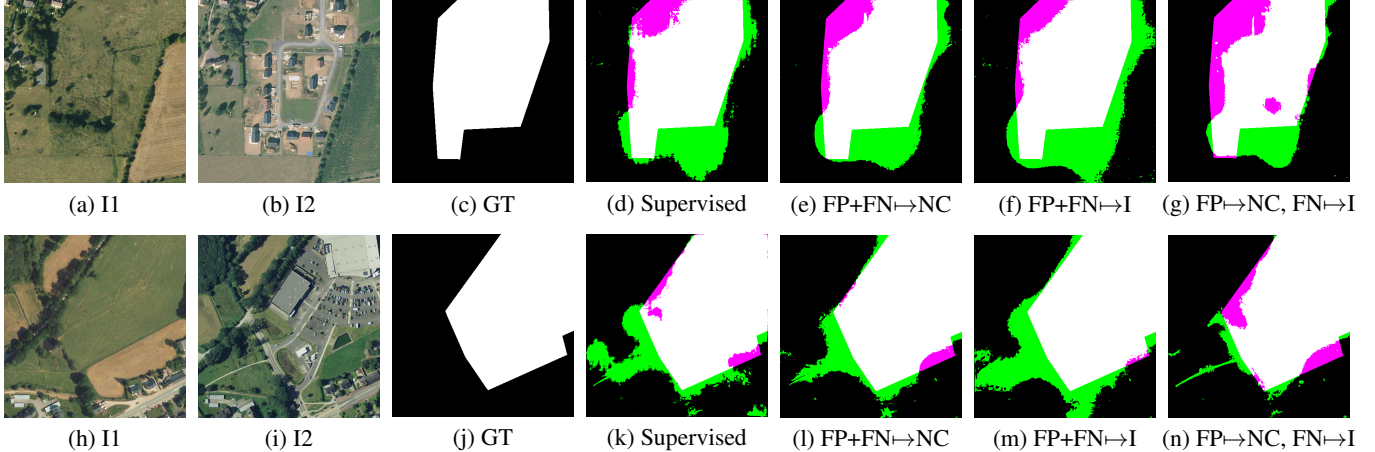 (a) I1 (b) I2 (c) GT (d) Supervised (e) FP+FN↦NC (f) FP+FN↦I (g) FP↦NC, FN↦I
(h) I1 (i) I2 (j) GT (k) Supervised (l) FP+FN↦NC (m) FP+FN↦I (n) FP↦NC, FN↦I